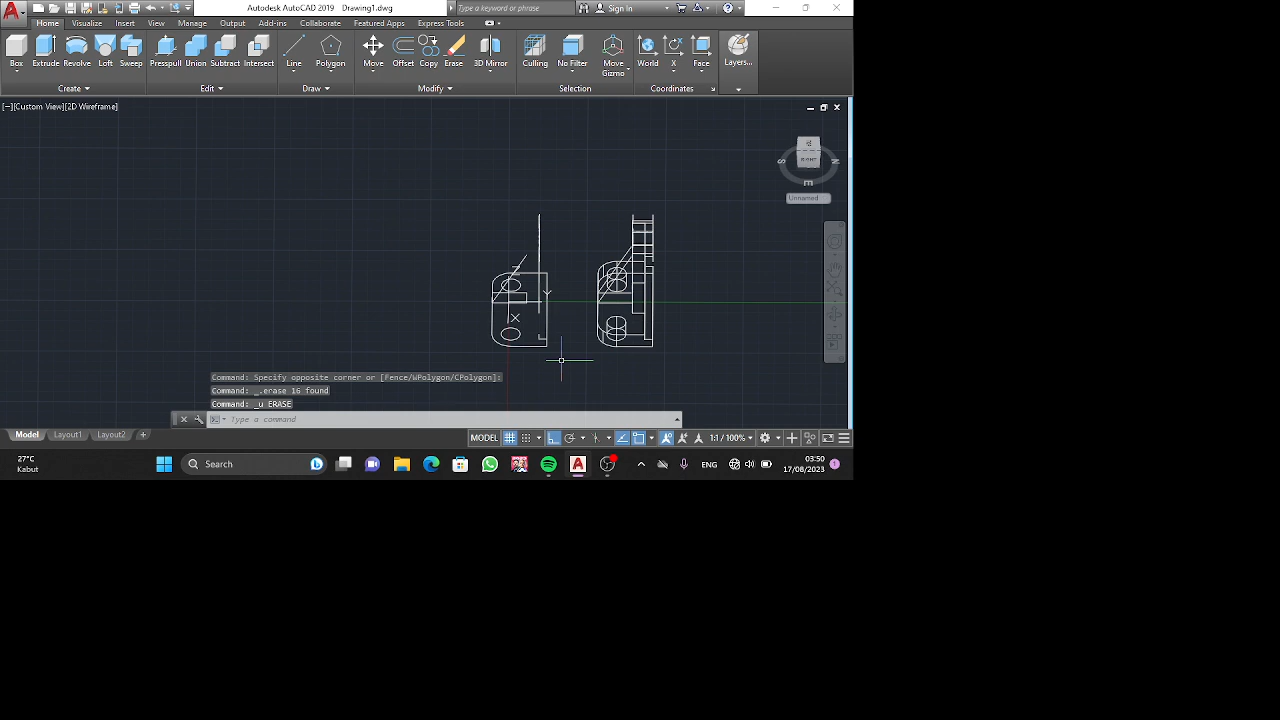 Autodesk AutoCAD 2019 Drawing1.dwg
Type a keyword or phrase
Sign In
Home Visualize Insert View Manage Output Collaborate Featured Apps Express Tools
Box Extrude Revolve Loft Sweep Presspull Union Subtract Intersect Line Polygon Move Offset Copy Erase 3D Mirror Culling No Filter Move Gizmo World X Face Layers...
Create Edit Draw Modify Selection Coordinates
[−][Custom View][2D Wireframe]
S N
RIGHT
E
Unnamed
Z
Y
X
Command: Specify opposite corner or [Fence/WPolygon/CPolygon]:
Command: _.erase 16 found
Command: _u ERASE
Type a command
Model Layout1 Layout2 +
MODEL 1:1 / 100%
27°C
Kabut
Search
ENG
03:50
17/08/2023
1